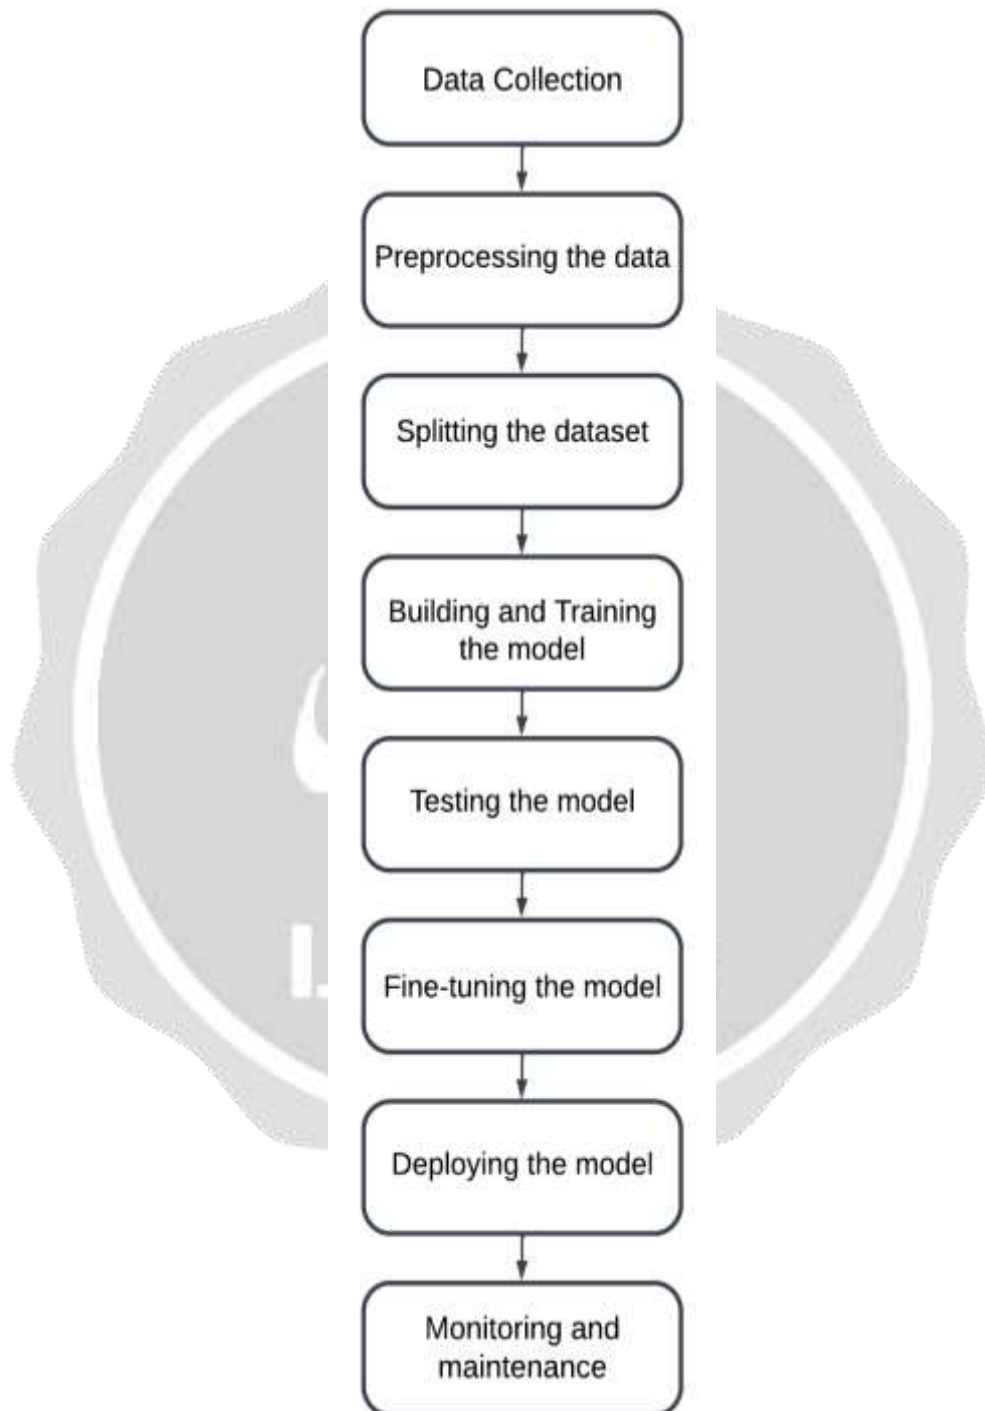 Data Collection
Preprocessing the data
Splitting the dataset
Building and Training
the model
Testing the model
Fine-tuning the model
Deploying the model
Monitoring and
maintenance